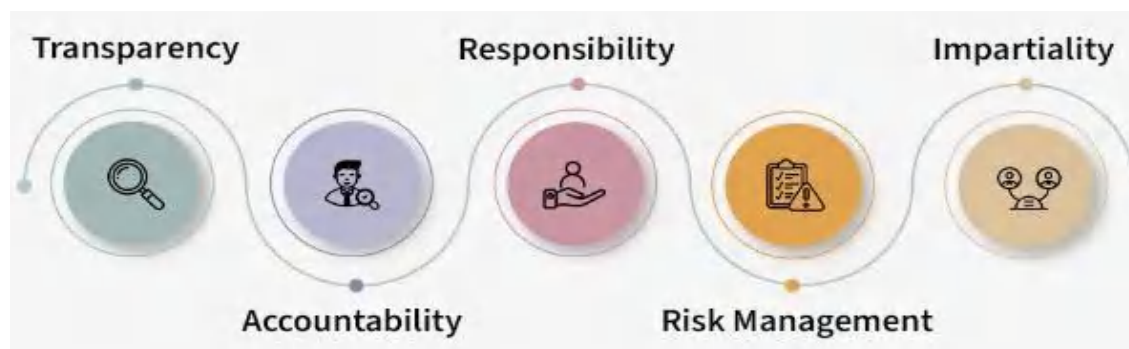 Transparency
Accountability
Responsibility
Risk Management
Impartiality